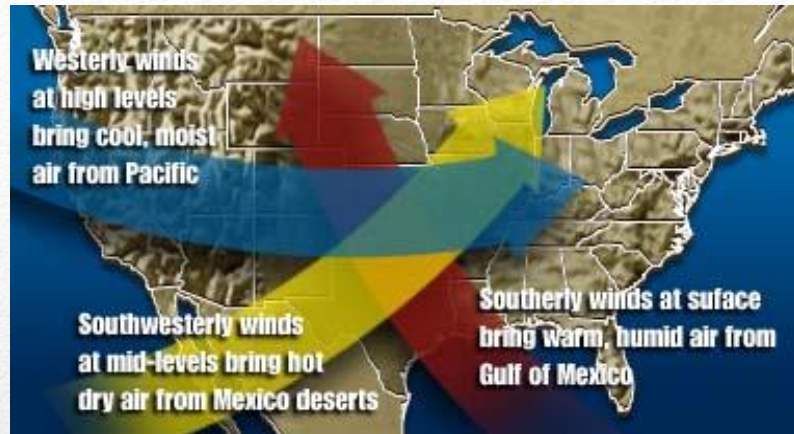 Westerly winds
at high levels
bring cool, moist
air from Pacific
Southwesterly winds
at mid-levels bring hot
dry air from Mexico deserts
Southerly winds at suface
bring warm, humid air from
Gulf of Mexico